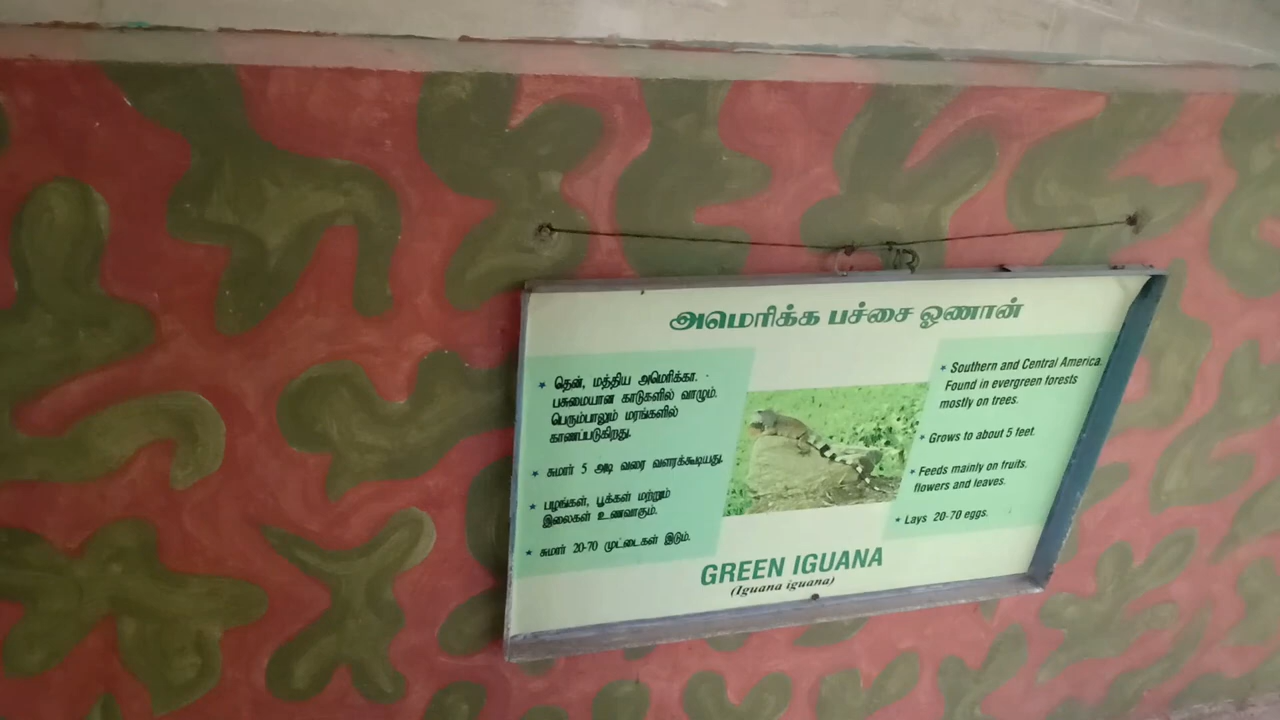 அமெரிக்க பச்சை ஓணான்
★ தென், மத்திய அமெரிக்கா.
பசுமையான காடுகளில் வாழும்.
பெரும்பாலும் மரங்களில்
காணப்படுகிறது.
★ சுமார் 5 அடி வரை வளரக்கூடியது.
★ பழங்கள், பூக்கள் மற்றும்
இலைகள் உணவாகும்.
★ சுமார் 20-70 முட்டைகள் இடும்.
★ Southern and Central America.
Found in evergreen forests
mostly on trees.
★ Grows to about 5 feet.
★ Feeds mainly on fruits,
flowers and leaves.
★ Lays 20-70 eggs.
GREEN IGUANA
(Iguana iguana)